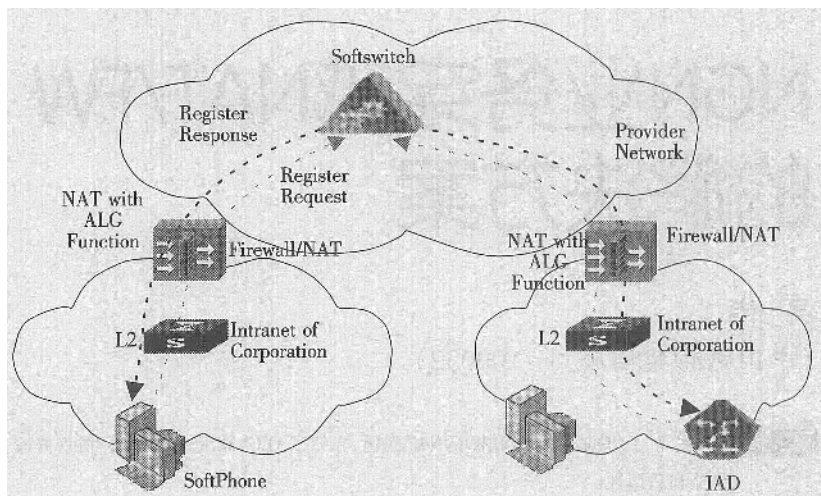 Softswitch
Register
Response
Provider
Network
Register
Request
NAT with
ALG
Function
Firewall/NAT
NAT with
ALG
Function
Firewall/NAT
L2
Intranet of
Corporation
L2
Intranet of
Corporation
SoftPhone
IAD